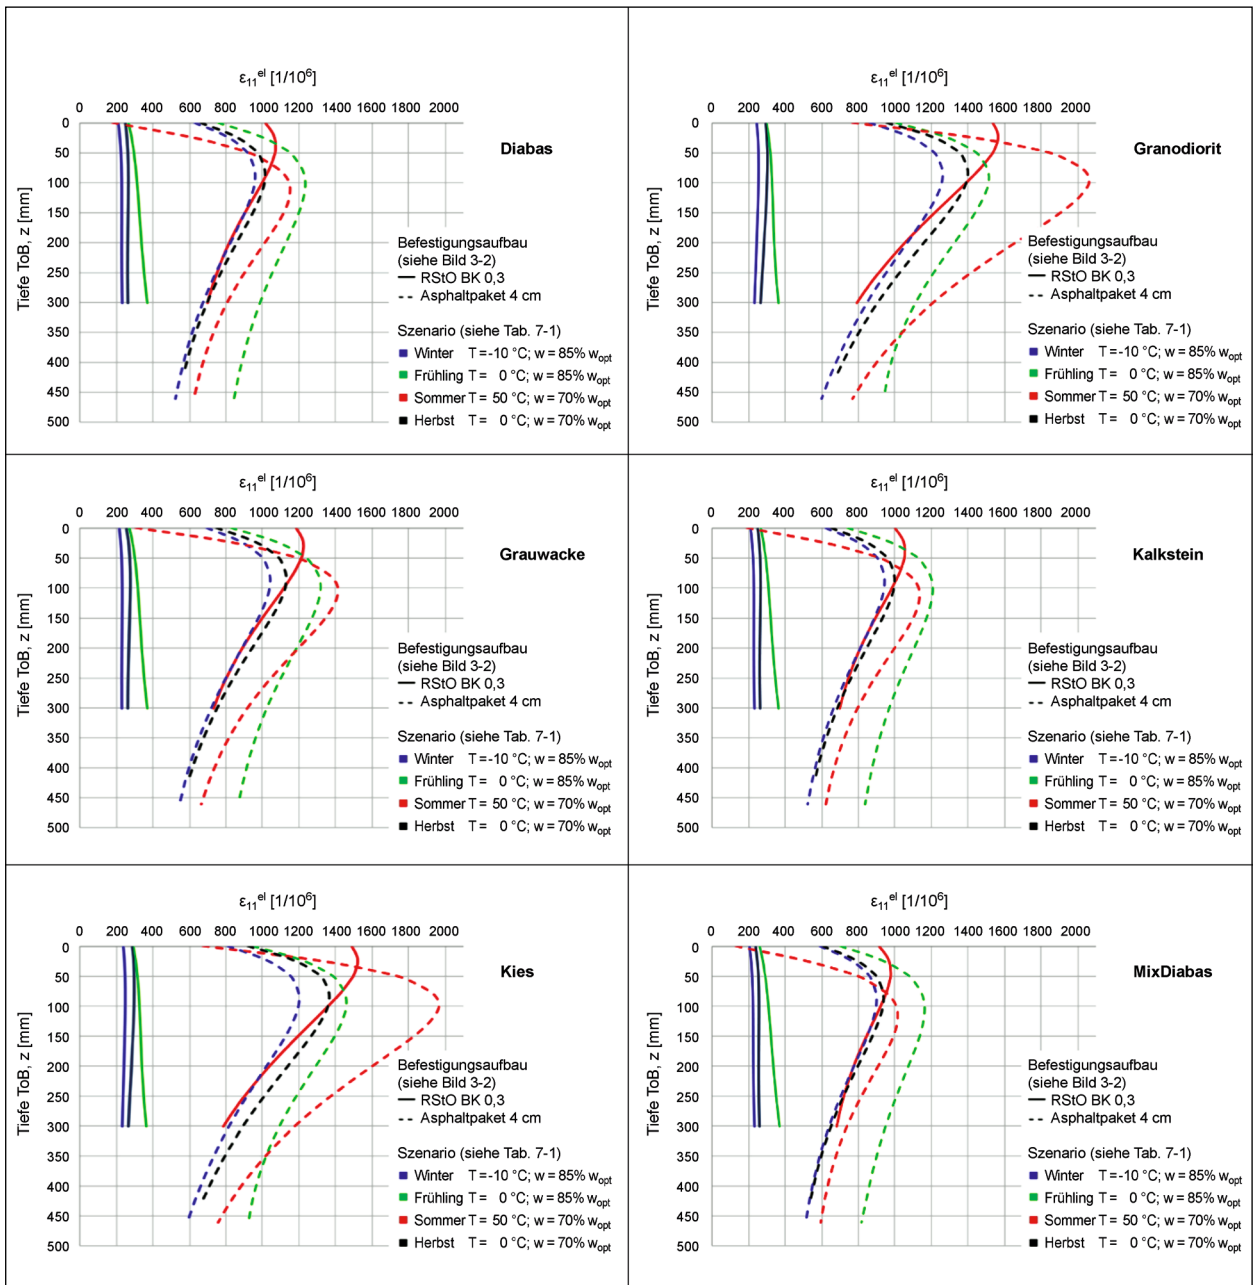 ε₁₁ᵉˡ [1/10⁶]
0 200 400 600 800 1000 1200 1400 1600 1800 2000
Tiefe ToB, z [mm]
0
50
100
150
200
250
300
350
400
450
500
Diabas
Befestigungsaufbau
(siehe Bild 3-2)
RStO BK 0,3
Asphaltpaket 4 cm
Szenario (siehe Tab. 7-1)
Winter T = -10 °C; w = 85% wopt
Frühling T = 0 °C; w = 85% wopt
Sommer T = 50 °C; w = 70% wopt
Herbst T = 0 °C; w = 70% wopt
ε₁₁ᵉˡ [1/10⁶]
0 200 400 600 800 1000 1200 1400 1600 1800 2000
Tiefe ToB, z [mm]
0
50
100
150
200
250
300
350
400
450
500
Granodiorit
Befestigungsaufbau
(siehe Bild 3-2)
RStO BK 0,3
Asphaltpaket 4 cm
Szenario (siehe Tab. 7-1)
Winter T = -10 °C; w = 85% wopt
Frühling T = 0 °C; w = 85% wopt
Sommer T = 50 °C; w = 70% wopt
Herbst T = 0 °C; w = 70% wopt
ε₁₁ᵉˡ [1/10⁶]
0 200 400 600 800 1000 1200 1400 1600 1800 2000
Tiefe ToB, z [mm]
0
50
100
150
200
250
300
350
400
450
500
Grauwacke
Befestigungsaufbau
(siehe Bild 3-2)
RStO BK 0,3
Asphaltpaket 4 cm
Szenario (siehe Tab. 7-1)
Winter T = -10 °C; w = 85% wopt
Frühling T = 0 °C; w = 85% wopt
Sommer T = 50 °C; w = 70% wopt
Herbst T = 0 °C; w = 70% wopt
ε₁₁ᵉˡ [1/10⁶]
0 200 400 600 800 1000 1200 1400 1600 1800 2000
Tiefe ToB, z [mm]
0
50
100
150
200
250
300
350
400
450
500
Kalkstein
Befestigungsaufbau
(siehe Bild 3-2)
RStO BK 0,3
Asphaltpaket 4 cm
Szenario (siehe Tab. 7-1)
Winter T = -10 °C; w = 85% wopt
Frühling T = 0 °C; w = 85% wopt
Sommer T = 50 °C; w = 70% wopt
Herbst T = 0 °C; w = 70% wopt
ε₁₁ᵉˡ [1/10⁶]
0 200 400 600 800 1000 1200 1400 1600 1800 2000
Tiefe ToB, z [mm]
0
50
100
150
200
250
300
350
400
450
500
Kies
Befestigungsaufbau
(siehe Bild 3-2)
RStO BK 0,3
Asphaltpaket 4 cm
Szenario (siehe Tab. 7-1)
Winter T = -10 °C; w = 85% wopt
Frühling T = 0 °C; w = 85% wopt
Sommer T = 50 °C; w = 70% wopt
Herbst T = 0 °C; w = 70% wopt
ε₁₁ᵉˡ [1/10⁶]
0 200 400 600 800 1000 1200 1400 1600 1800 2000
Tiefe ToB, z [mm]
0
50
100
150
200
250
300
350
400
450
500
MixDiabas
Befestigungsaufbau
(siehe Bild 3-2)
RStO BK 0,3
Asphaltpaket 4 cm
Szenario (siehe Tab. 7-1)
Winter T = -10 °C; w = 85% wopt
Frühling T = 0 °C; w = 85% wopt
Sommer T = 50 °C; w = 70% wopt
Herbst T = 0 °C; w = 70% wopt